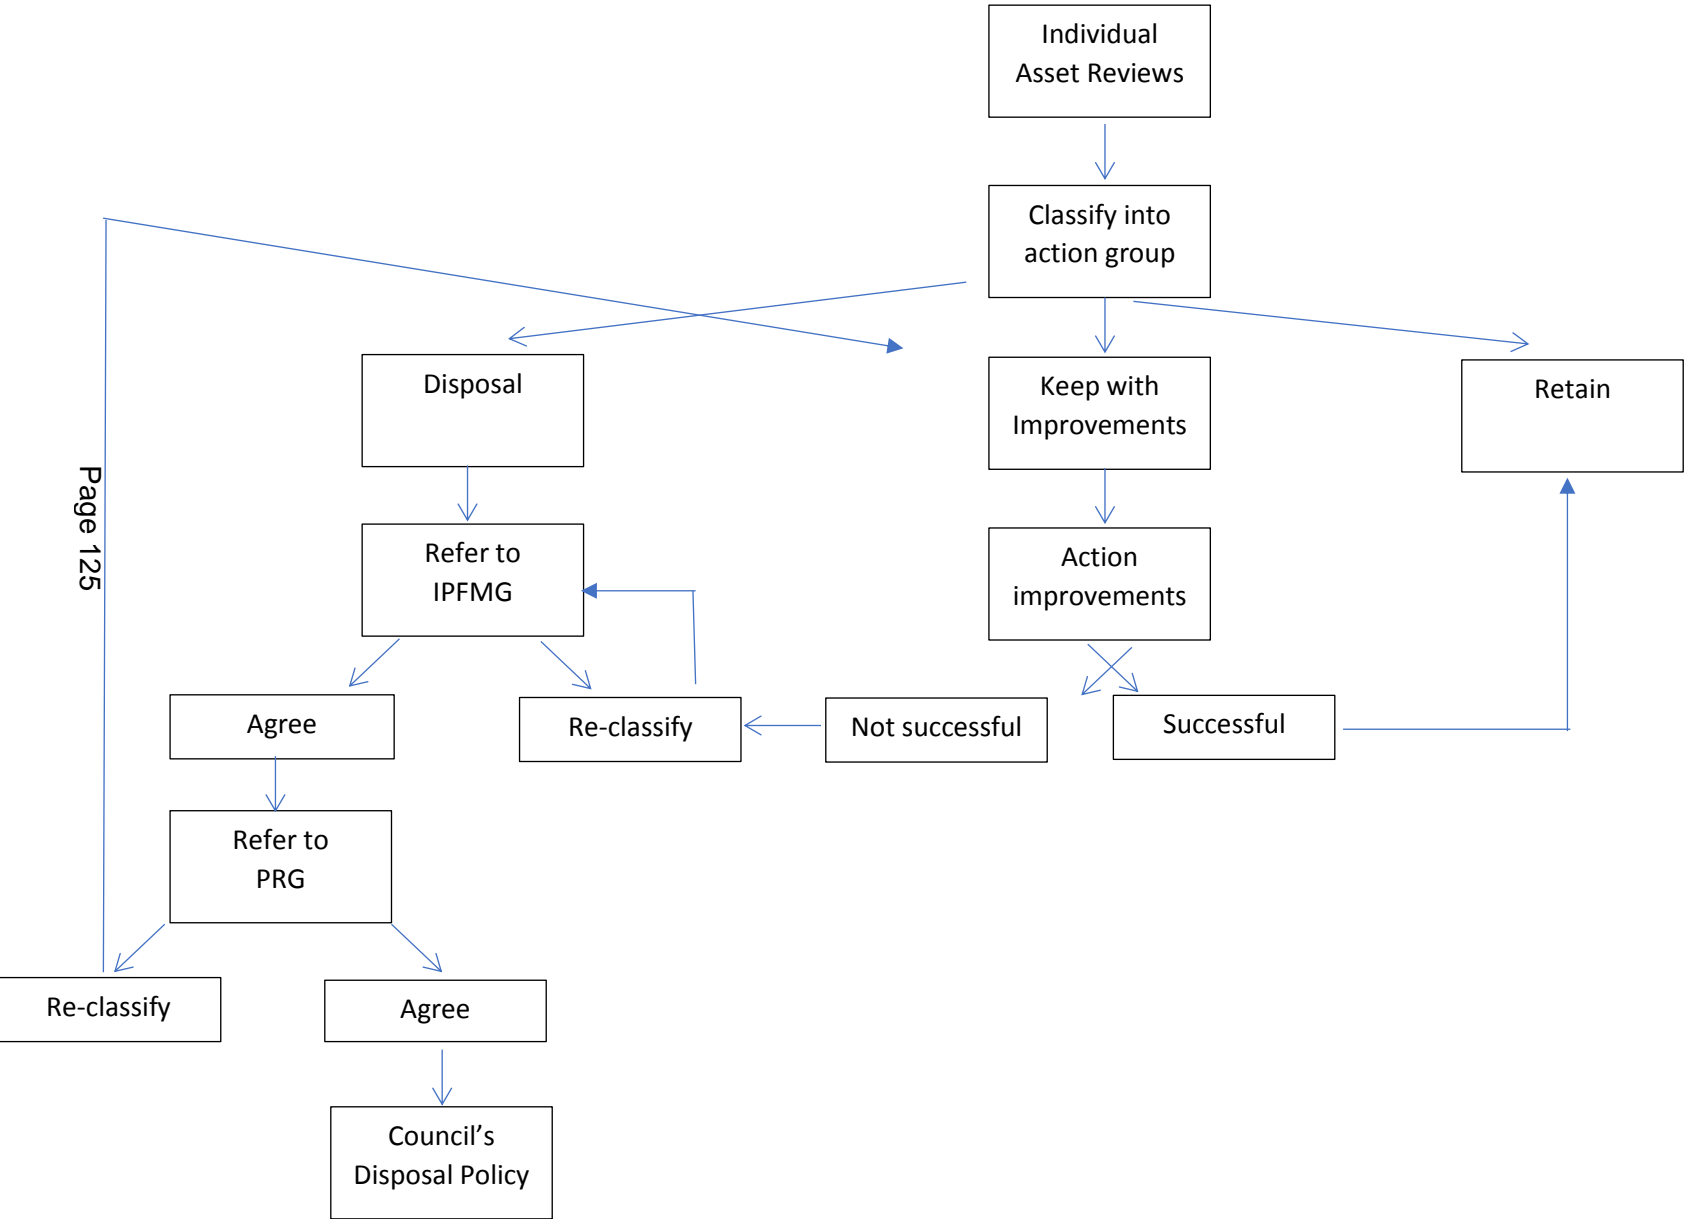 Individual
Asset Reviews
Classify into
action group
Disposal
Keep with
Improvements
Retain
Page 125
Refer to
IPFMG
Action
improvements
Agree
Re-classify
Not successful
Successful
Refer to
PRG
Re-classify
Agree
Council’s
Disposal Policy